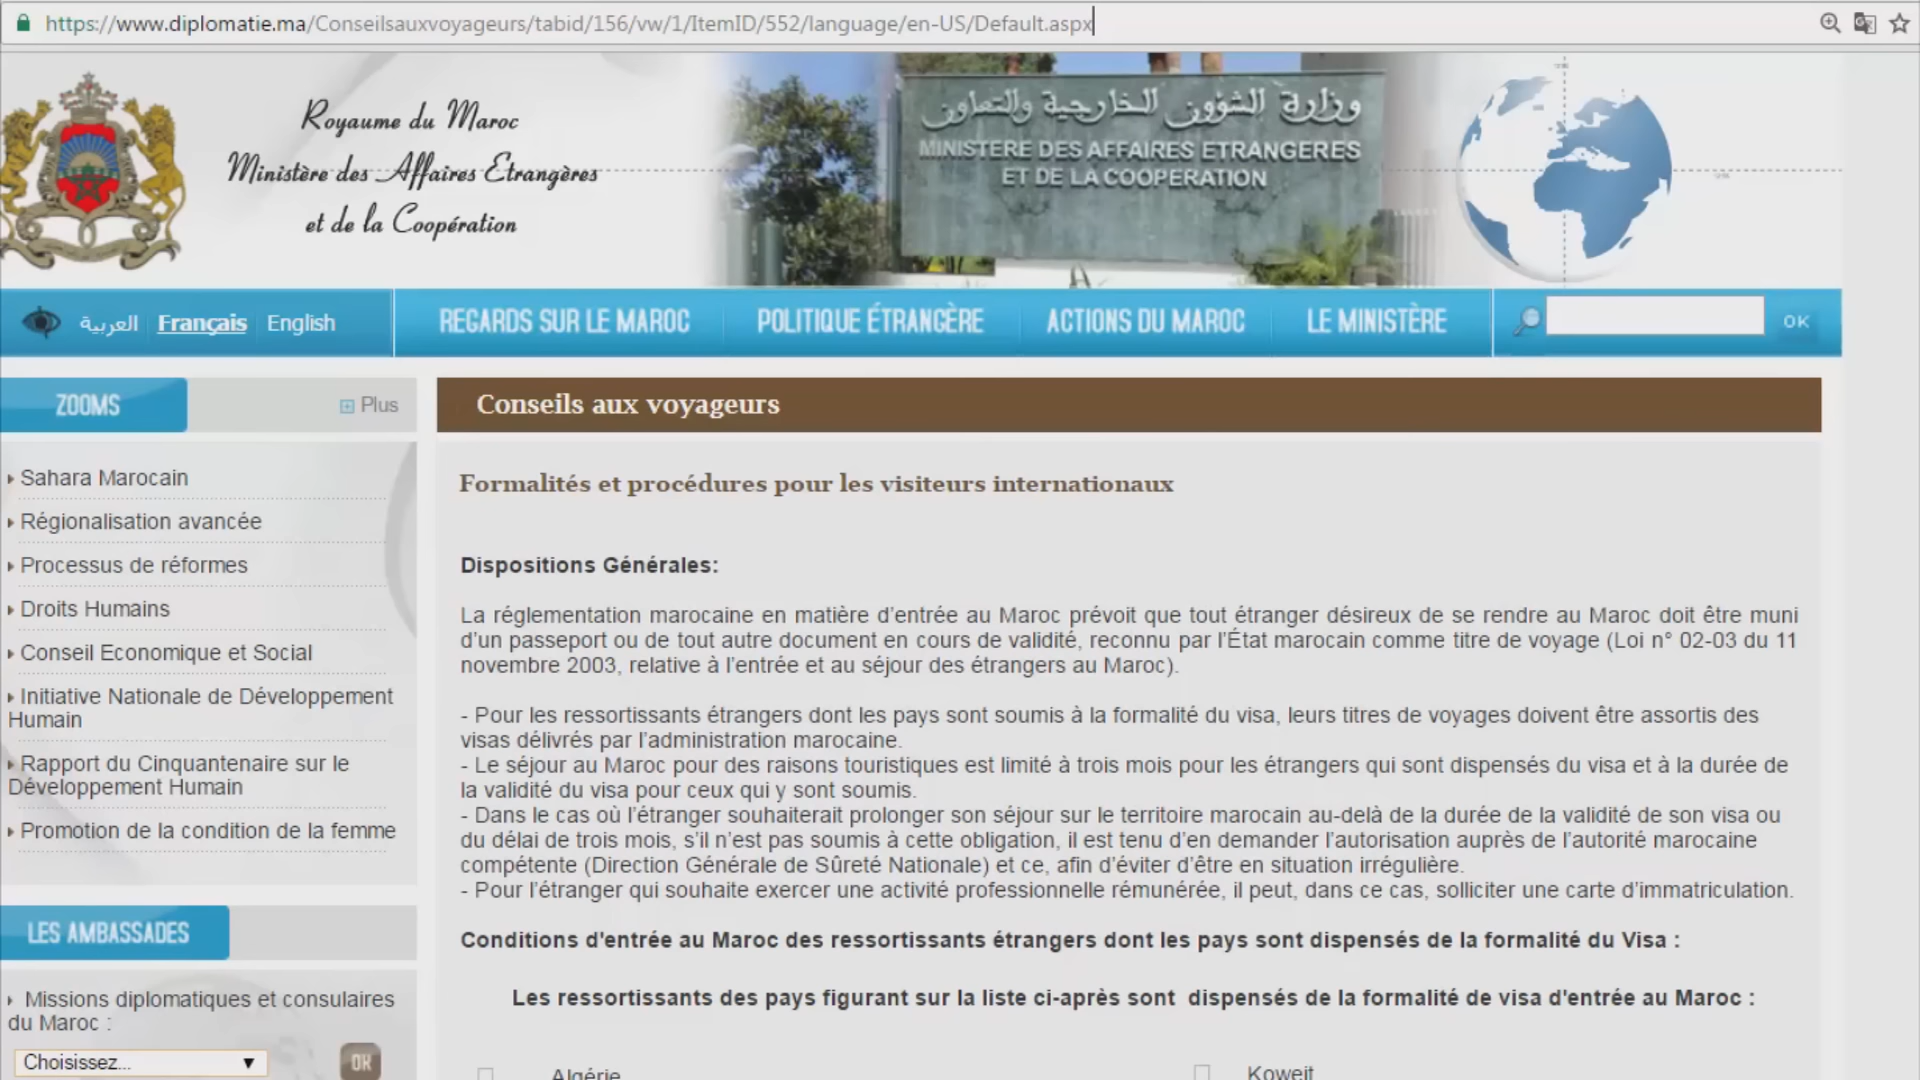 https://www.diplomatie.ma/Conseilsauxvoyageurs/tabid/156/vw/1/ItemID/552/language/en-US/Default.aspx
Royaume du Maroc
Ministère des Affaires Etrangères
et de la Coopération
وزارة الشؤون الخارجية والتعاون
MINISTERE DES AFFAIRES ETRANGERES
ET DE LA COOPERATION
العربية Français English
REGARDS SUR LE MAROC
POLITIQUE ÉTRANGÈRE
ACTIONS DU MAROC
LE MINISTÈRE
OK
ZOOMS
Plus
Sahara Marocain
Régionalisation avancée
Processus de réformes
Droits Humains
Conseil Economique et Social
Initiative Nationale de Développement
Humain
Rapport du Cinquantenaire sur le
Développement Humain
Promotion de la condition de la femme
LES AMBASSADES
Missions diplomatiques et consulaires
du Maroc :
Choisissez...
OK
Conseils aux voyageurs
Formalités et procédures pour les visiteurs internationaux
Dispositions Générales:
La réglementation marocaine en matière d’entrée au Maroc prévoit que tout étranger désireux de se rendre au Maroc doit être muni
d’un passeport ou de tout autre document en cours de validité, reconnu par l’État marocain comme titre de voyage (Loi n° 02-03 du 11
novembre 2003, relative à l’entrée et au séjour des étrangers au Maroc).
- Pour les ressortissants étrangers dont les pays sont soumis à la formalité du visa, leurs titres de voyages doivent être assortis des
visas délivrés par l’administration marocaine.
- Le séjour au Maroc pour des raisons touristiques est limité à trois mois pour les étrangers qui sont dispensés du visa et à la durée de
la validité du visa pour ceux qui y sont soumis.
- Dans le cas où l’étranger souhaiterait prolonger son séjour sur le territoire marocain au-delà de la durée de la validité de son visa ou
du délai de trois mois, s’il n’est pas soumis à cette obligation, il est tenu d’en demander l’autorisation auprès de l’autorité marocaine
compétente (Direction Générale de Sûreté Nationale) et ce, afin d’éviter d’être en situation irrégulière.
- Pour l’étranger qui souhaite exercer une activité professionnelle rémunérée, il peut, dans ce cas, solliciter une carte d’immatriculation.
Conditions d'entrée au Maroc des ressortissants étrangers dont les pays sont dispensés de la formalité du Visa :
Les ressortissants des pays figurant sur la liste ci-après sont dispensés de la formalité de visa d'entrée au Maroc :
Algérie
Koweit